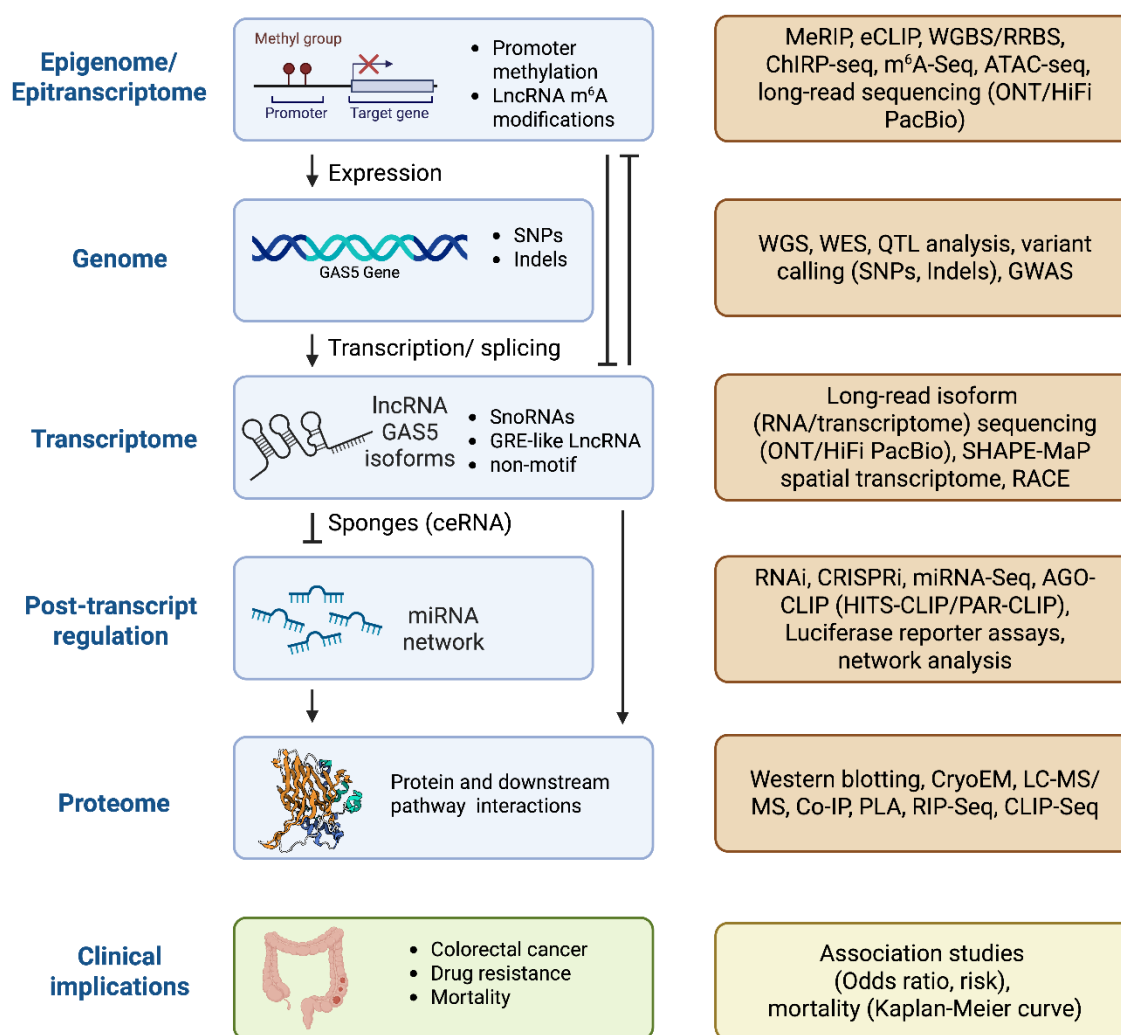 Epigenome/
Epitranscriptome
Methyl group
Promoter
Target gene
• Promoter
methylation
• LncRNA m⁶A
modifications
MeRIP, eCLIP, WGBS/RRBS,
ChIRP-seq, m⁶A-Seq, ATAC-seq,
long-read sequencing (ONT/HiFi
PacBio)
Expression
Genome
GAS5 Gene
• SNPs
• Indels
WGS, WES, QTL analysis, variant
calling (SNPs, Indels), GWAS
Transcription/ splicing
Transcriptome
lncRNA
GAS5
isoforms
• SnoRNAs
• GRE-like LncRNA
• non-motif
Long-read isoform
(RNA/transcriptome) sequencing
(ONT/HiFi PacBio), SHAPE-MaP
spatial transcriptome, RACE
Sponges (ceRNA)
Post-transcript
regulation
miRNA
network
RNAi, CRISPRi, miRNA-Seq, AGO-
CLIP (HITS-CLIP/PAR-CLIP),
Luciferase reporter assays,
network analysis
Proteome
Protein and downstream
pathway interactions
Western blotting, CryoEM, LC-MS/
MS, Co-IP, PLA, RIP-Seq, CLIP-Seq
Clinical
implications
• Colorectal cancer
• Drug resistance
• Mortality
Association studies
(Odds ratio, risk),
mortality (Kaplan-Meier curve)